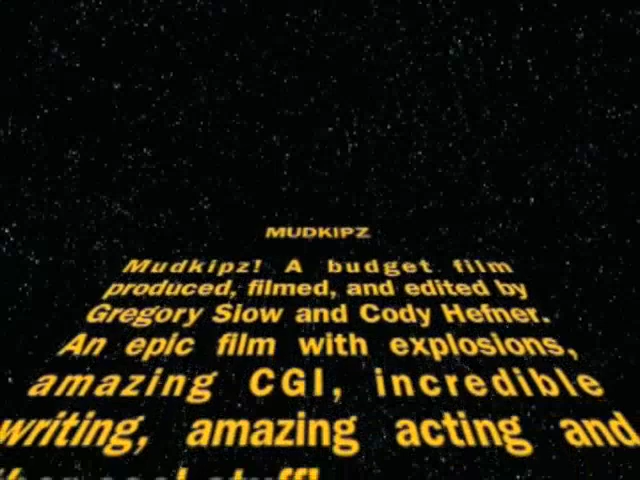 MUDKIPZ
Mudkipz! A budget film
produced, filmed, and edited by
Gregory Slow and Cody Hefner.
An epic film with explosions,
amazing CGI, incredible
writing, amazing acting and
stuff!